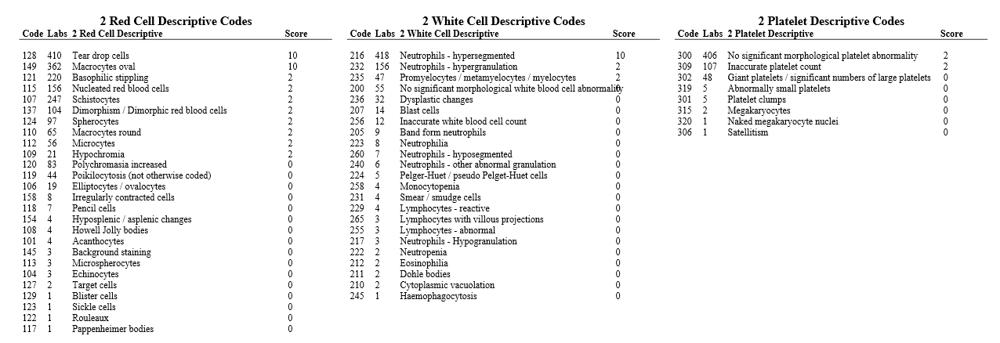 2 Red Cell Descriptive Codes
Code Labs 2 Red Cell Descriptive Score
128 410 Tear drop cells 10
149 362 Macrocytes oval 10
121 220 Basophilic stippling 2
115 156 Nucleated red blood cells 2
107 247 Schistocytes 2
137 104 Dimorphism / Dimorphic red blood cells 2
124 97 Spherocytes 2
110 65 Macrocytes round 2
112 56 Microcytes 2
109 21 Hypochromia 2
120 83 Polychromasia increased 0
119 44 Poikilocytosis (not otherwise coded) 0
106 19 Elliptocytes / ovalocytes 0
158 8 Irregularly contracted cells 0
118 7 Pencil cells 0
154 4 Hyposplenic / asplenic changes 0
108 4 Howell Jolly bodies 0
101 4 Acanthocytes 0
145 3 Background staining 0
113 3 Microspherocytes 0
104 3 Echinocytes 0
127 2 Target cells 0
129 1 Blister cells 0
123 1 Sickle cells 0
122 1 Rouleaux 0
117 1 Pappenheimer bodies 0
2 White Cell Descriptive Codes
Code Labs 2 White Cell Descriptive Score
216 418 Neutrophils - hypersegmented 10
232 156 Neutrophils - hypergranulation 2
235 47 Promyelocytes / metamyelocytes / myelocytes 2
200 55 No significant morphological white blood cell abnormality 0
236 32 Dysplastic changes 0
207 14 Blast cells 0
256 12 Inaccurate white blood cell count 0
205 9 Band form neutrophils 0
223 8 Neutrophilia 0
260 7 Neutrophils - hyposegmented 0
240 6 Neutrophils - other abnormal granulation 0
224 5 Pelger-Huet / pseudo Pelget-Huet cells 0
258 4 Monocytopenia 0
231 4 Smear / smudge cells 0
229 4 Lymphocytes - reactive 0
265 3 Lymphocytes with villous projections 0
255 3 Lymphocytes - abnormal 0
217 3 Neutrophils - Hypogranulation 0
222 2 Neutropenia 0
212 2 Eosinophilia 0
211 2 Dohle bodies 0
210 2 Cytoplasmic vacuolation 0
245 1 Haemophagocytosis 0
2 Platelet Descriptive Codes
Code Labs 2 Platelet Descriptive Score
300 406 No significant morphological platelet abnormality 2
309 107 Inaccurate platelet count 2
302 48 Giant platelets / significant numbers of large platelets 0
319 5 Abnormally small platelets 0
301 5 Platelet clumps 0
315 2 Megakaryocytes 0
320 1 Naked megakaryocyte nuclei 0
306 1 Satellitism 0